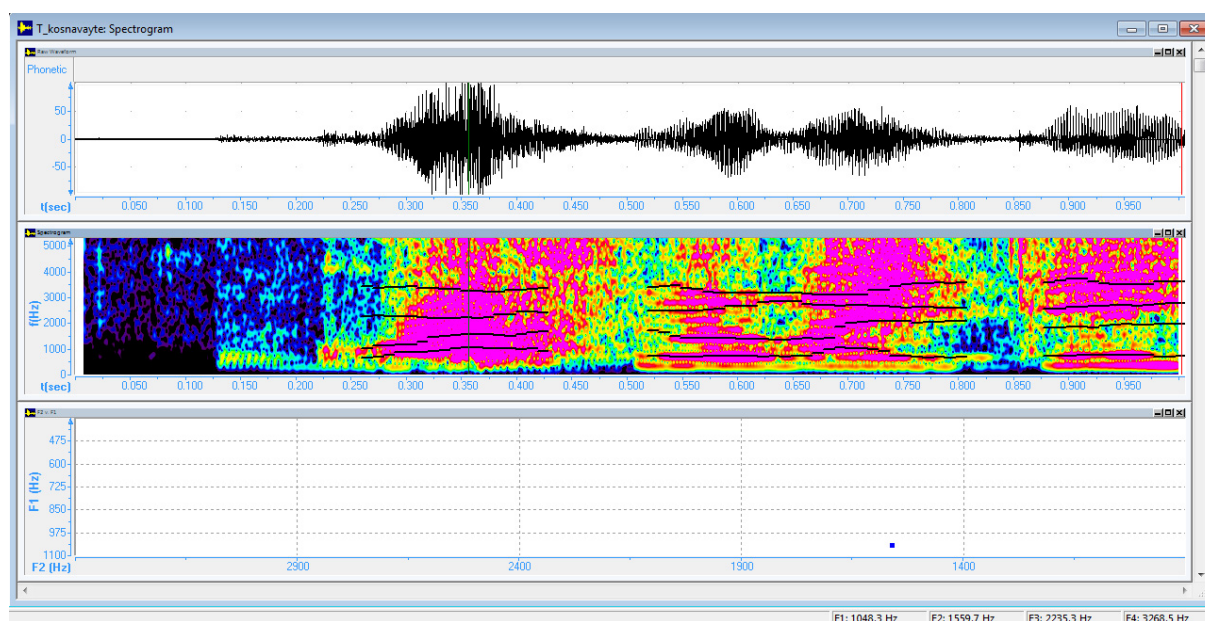 T_kosnavayte: Spectrogram
Raw Waveform
Phonetic
50
0
-50
t(sec) 0.050 0.100 0.150 0.200 0.250 0.300 0.350 0.400 0.450 0.500 0.550 0.600 0.650 0.700 0.750 0.800 0.850 0.900 0.950
Spectrogram
5000
4000
f(Hz)
3000
2000
1000
0
t(sec) 0.050 0.100 0.150 0.200 0.250 0.300 0.350 0.400 0.450 0.500 0.550 0.600 0.650 0.700 0.750 0.800 0.850 0.900 0.950
F2 v. F1
475
600
F1 (Hz)
725
850
975
1100
F2 (Hz) 2900 2400 1900 1400
F1: 1048.3 Hz F2: 1559.7 Hz F3: 2235.3 Hz F4: 3268.5 Hz